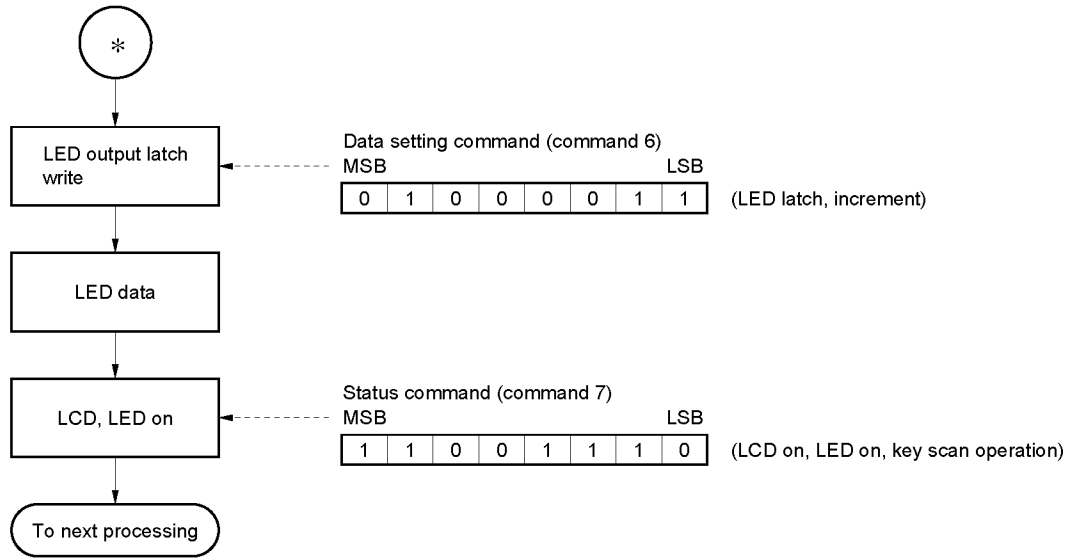 *
LED output latch
write
Data setting command (command 6)
MSB LSB
0 1 0 0 0 0 1 1 (LED latch, increment)
LED data
LCD, LED on
Status command (command 7)
MSB LSB
1 1 0 0 1 1 1 0 (LCD on, LED on, key scan operation)
To next processing